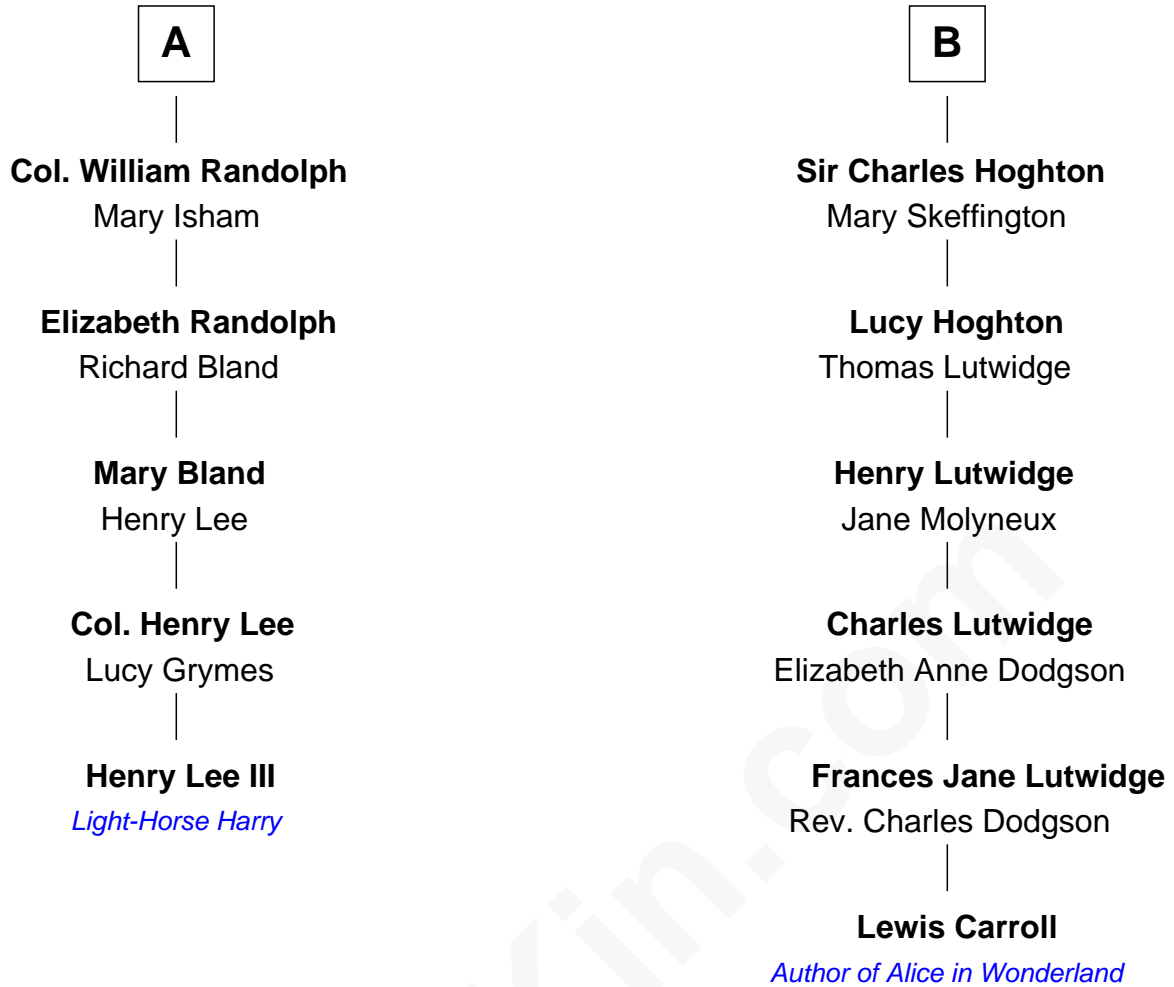 A
B
Col. William Randolph
Mary Isham
Sir Charles Hoghton
Mary Skeffington
Elizabeth Randolph
Richard Bland
Lucy Hoghton
Thomas Lutwidge
Mary Bland
Henry Lee
Henry Lutwidge
Jane Molyneux
Col. Henry Lee
Lucy Grymes
Charles Lutwidge
Elizabeth Anne Dodgson
Henry Lee III
Light-Horse Harry
Frances Jane Lutwidge
Rev. Charles Dodgson
Lewis Carroll
Author of Alice in Wonderland
Kin.com